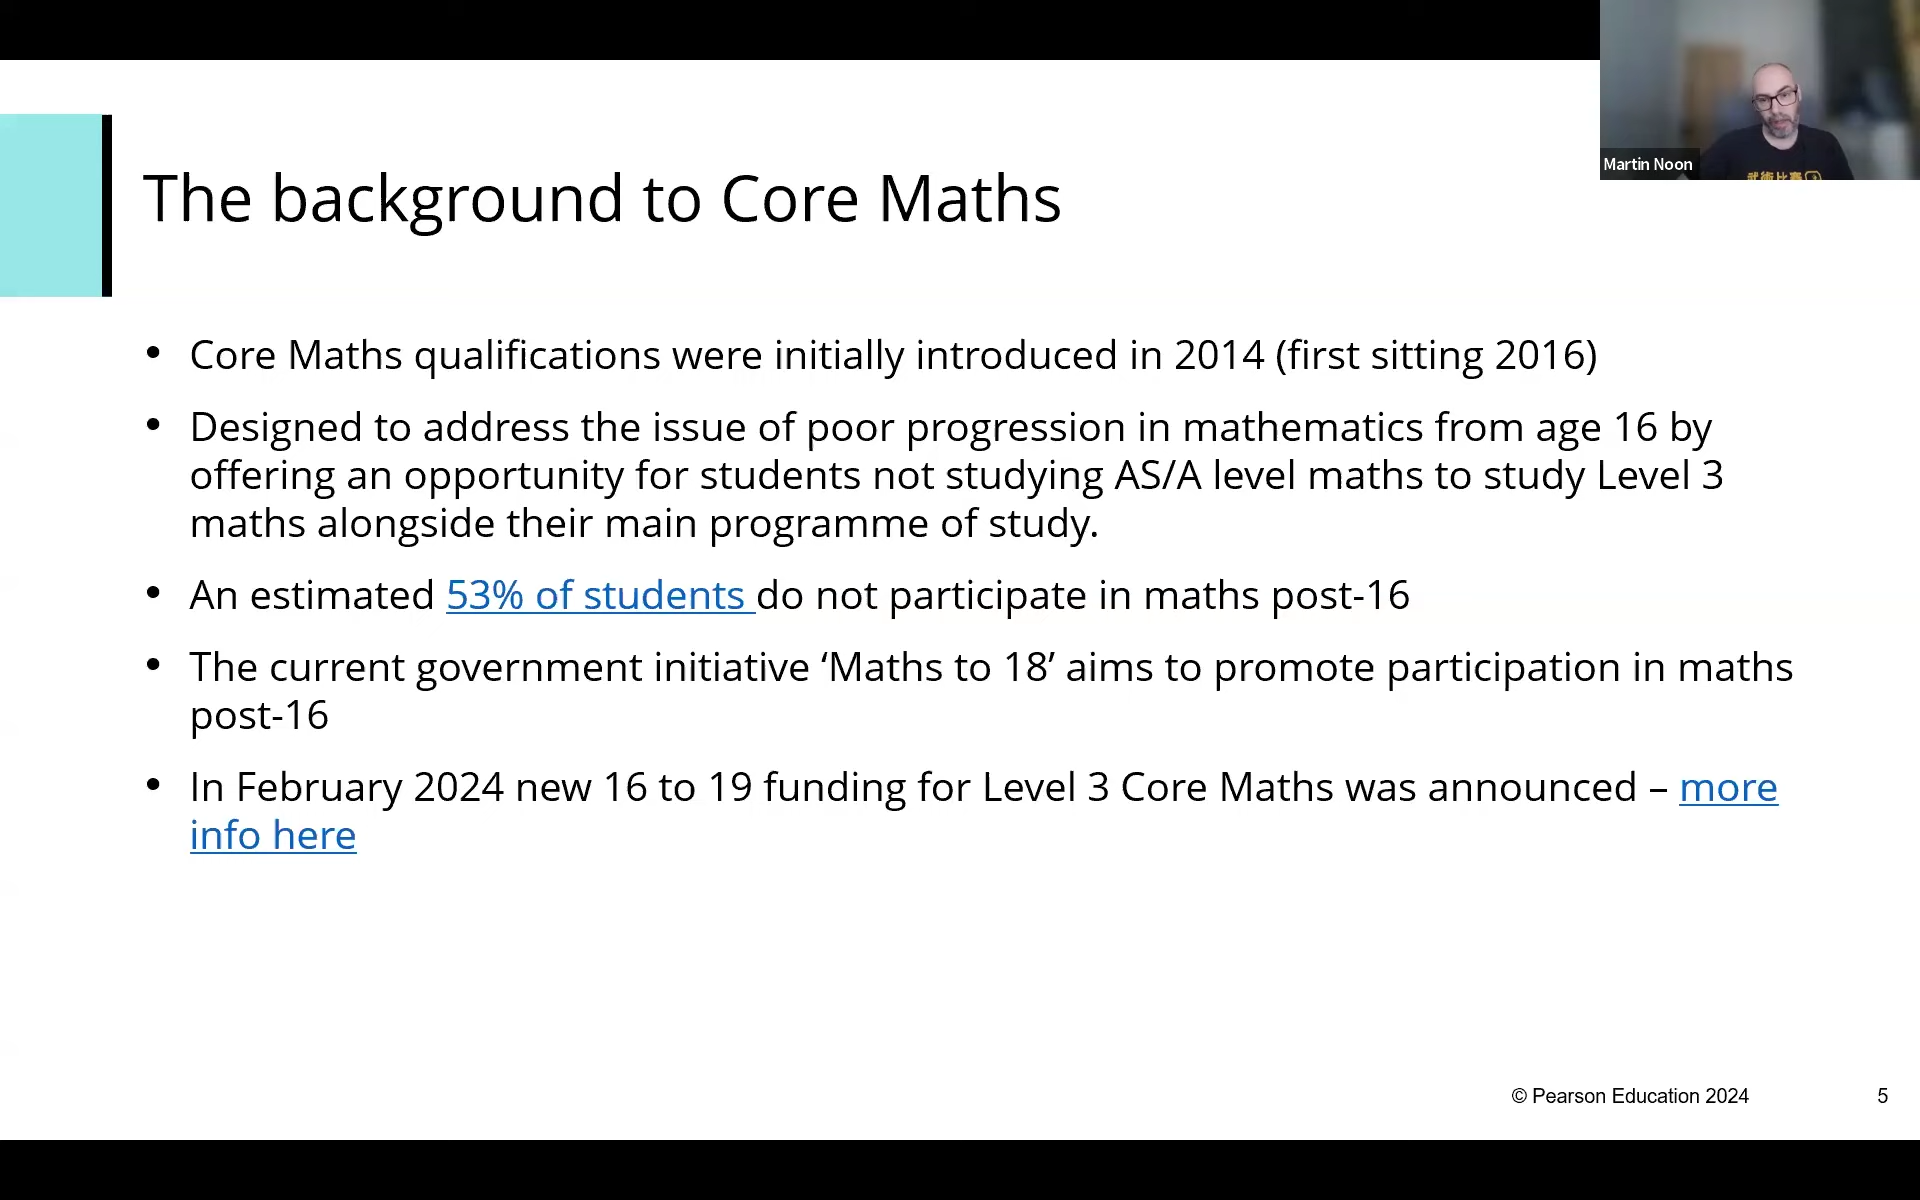 Martin Noon
武術比賽
The background to Core Maths
• Core Maths qualifications were initially introduced in 2014 (first sitting 2016)
• Designed to address the issue of poor progression in mathematics from age 16 by
offering an opportunity for students not studying AS/A level maths to study Level 3
maths alongside their main programme of study.
• An estimated 53% of students do not participate in maths post-16
• The current government initiative ‘Maths to 18’ aims to promote participation in maths
post-16
• In February 2024 new 16 to 19 funding for Level 3 Core Maths was announced – more
info here
© Pearson Education 2024
5